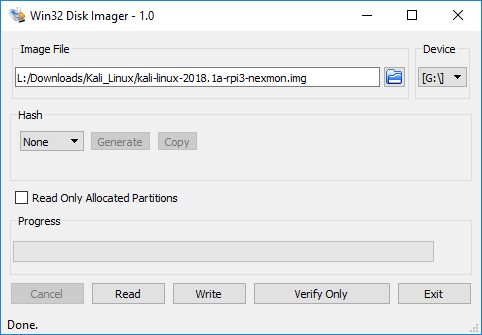 Win32 Disk Imager - 1.0
Image File
Device
L:/Downloads/Kali_Linux/kali-linux-2018.1a-rpi3-nexmon.img
[G:\]
Hash
None
Generate
Copy
Read Only Allocated Partitions
Progress
Cancel
Read
Write
Verify Only
Exit
Done.